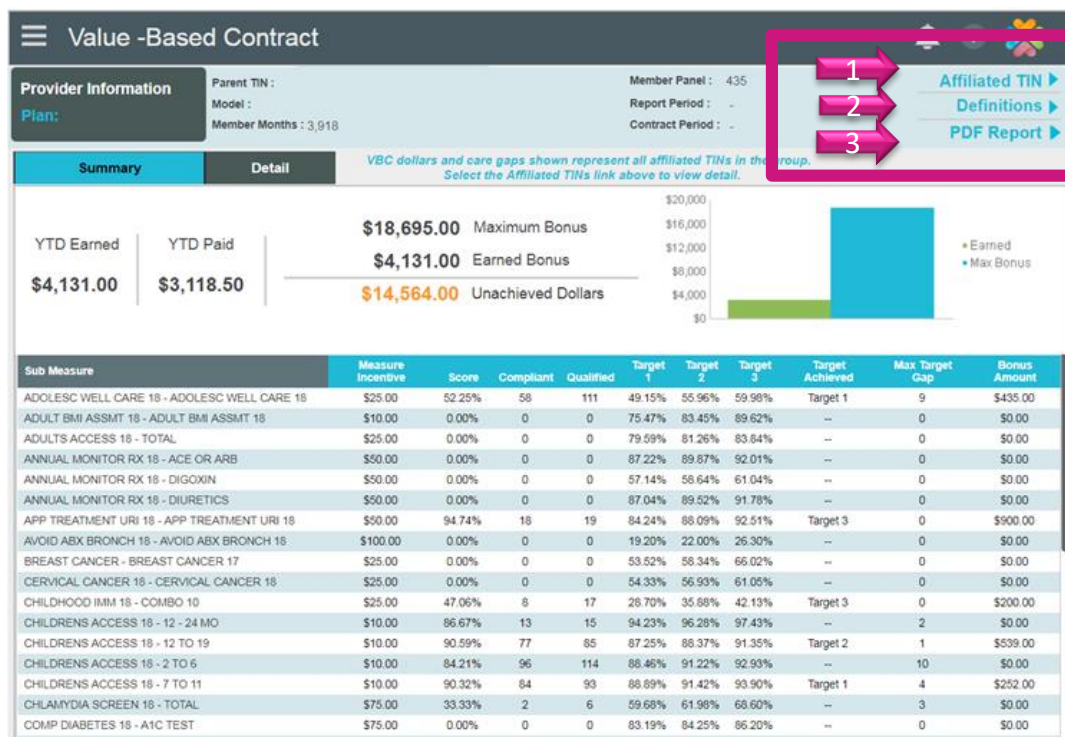 Value -Based Contract
Provider Information
Plan:
Parent TIN :
Model :
Member Months : 3,918
Member Panel : 435
Report Period : -
Contract Period : -
1
2
3
Affiliated TIN
Definitions
PDF Report
Summary
Detail
VBC dollars and care gaps shown represent all affiliated TINs in the group.
Select the Affiliated TINs link above to view detail.
YTD Earned
$4,131.00
YTD Paid
$3,118.50
$18,695.00 Maximum Bonus
$4,131.00 Earned Bonus
$14,564.00 Unachieved Dollars
$20,000
$16,000
$12,000
$8,000
$4,000
$0
Earned
Max Bonus
Sub Measure Measure Incentive Score Compliant Qualified Target 1 Target 2 Target 3 Target Achieved Max Target Gap Bonus Amount
ADOLESC WELL CARE 18 - ADOLESC WELL CARE 18 $25.00 52.25% 58 111 49.15% 55.96% 59.98% Target 1 9 $435.00
ADULT BMI ASSMT 18 - ADULT BMI ASSMT 18 $10.00 0.00% 0 0 75.47% 83.45% 89.62% -- 0 $0.00
ADULTS ACCESS 18 - TOTAL $25.00 0.00% 0 0 79.59% 81.26% 83.84% -- 0 $0.00
ANNUAL MONITOR RX 18 - ACE OR ARB $50.00 0.00% 0 0 87.22% 89.87% 92.01% -- 0 $0.00
ANNUAL MONITOR RX 18 - DIGOXIN $50.00 0.00% 0 0 57.14% 58.64% 61.04% -- 0 $0.00
ANNUAL MONITOR RX 18 - DIURETICS $50.00 0.00% 0 0 87.04% 89.52% 91.78% -- 0 $0.00
APP TREATMENT URI 18 - APP TREATMENT URI 18 $50.00 94.74% 18 19 84.24% 88.09% 92.51% Target 3 0 $900.00
AVOID ABX BRONCH 18 - AVOID ABX BRONCH 18 $100.00 0.00% 0 0 19.20% 22.00% 26.30% -- 0 $0.00
BREAST CANCER - BREAST CANCER 17 $25.00 0.00% 0 0 53.52% 58.34% 66.02% -- 0 $0.00
CERVICAL CANCER 18 - CERVICAL CANCER 18 $25.00 0.00% 0 0 54.33% 56.93% 61.05% -- 0 $0.00
CHILDHOOD IMM 18 - COMBO 10 $25.00 47.06% 8 17 28.70% 35.88% 42.13% Target 3 0 $200.00
CHILDRENS ACCESS 18 - 12 - 24 MO $10.00 86.67% 13 15 94.23% 96.28% 97.43% -- 2 $0.00
CHILDRENS ACCESS 18 - 12 TO 19 $10.00 90.59% 77 85 87.25% 88.37% 91.35% Target 2 1 $539.00
CHILDRENS ACCESS 18 - 2 TO 6 $10.00 84.21% 96 114 88.46% 91.22% 92.93% -- 10 $0.00
CHILDRENS ACCESS 18 - 7 TO 11 $10.00 90.32% 84 93 88.89% 91.42% 93.90% Target 1 4 $252.00
CHLAMYDIA SCREEN 18 - TOTAL $75.00 33.33% 2 6 59.68% 61.98% 68.60% -- 3 $0.00
COMP DIABETES 18 - A1C TEST $75.00 0.00% 0 0 83.19% 84.25% 86.20% -- 0 $0.00